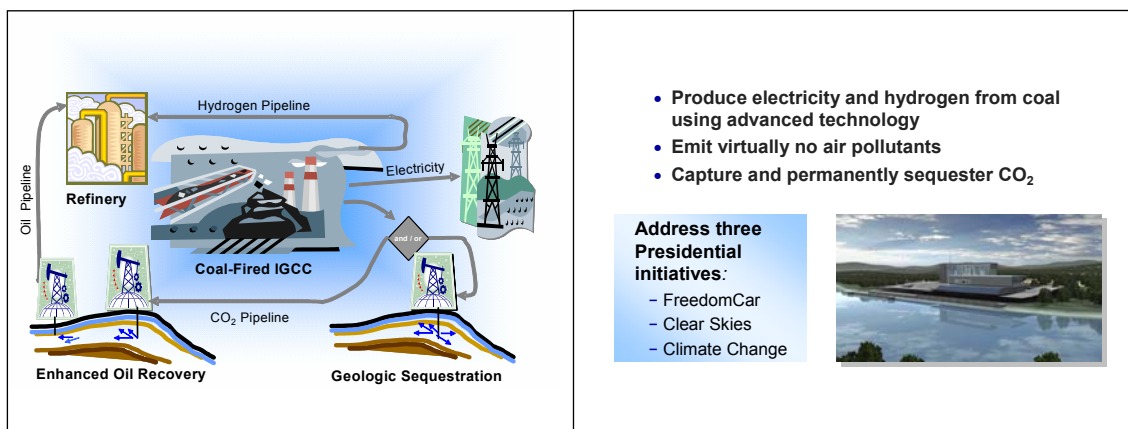 Hydrogen Pipeline
Oil Pipeline
Refinery
Electricity
and / or
Coal-Fired IGCC
CO₂ Pipeline
Enhanced Oil Recovery
Geologic Sequestration
• Produce electricity and hydrogen from coal
using advanced technology
• Emit virtually no air pollutants
• Capture and permanently sequester CO₂
Address three
Presidential
initiatives:
– FreedomCar
– Clear Skies
– Climate Change